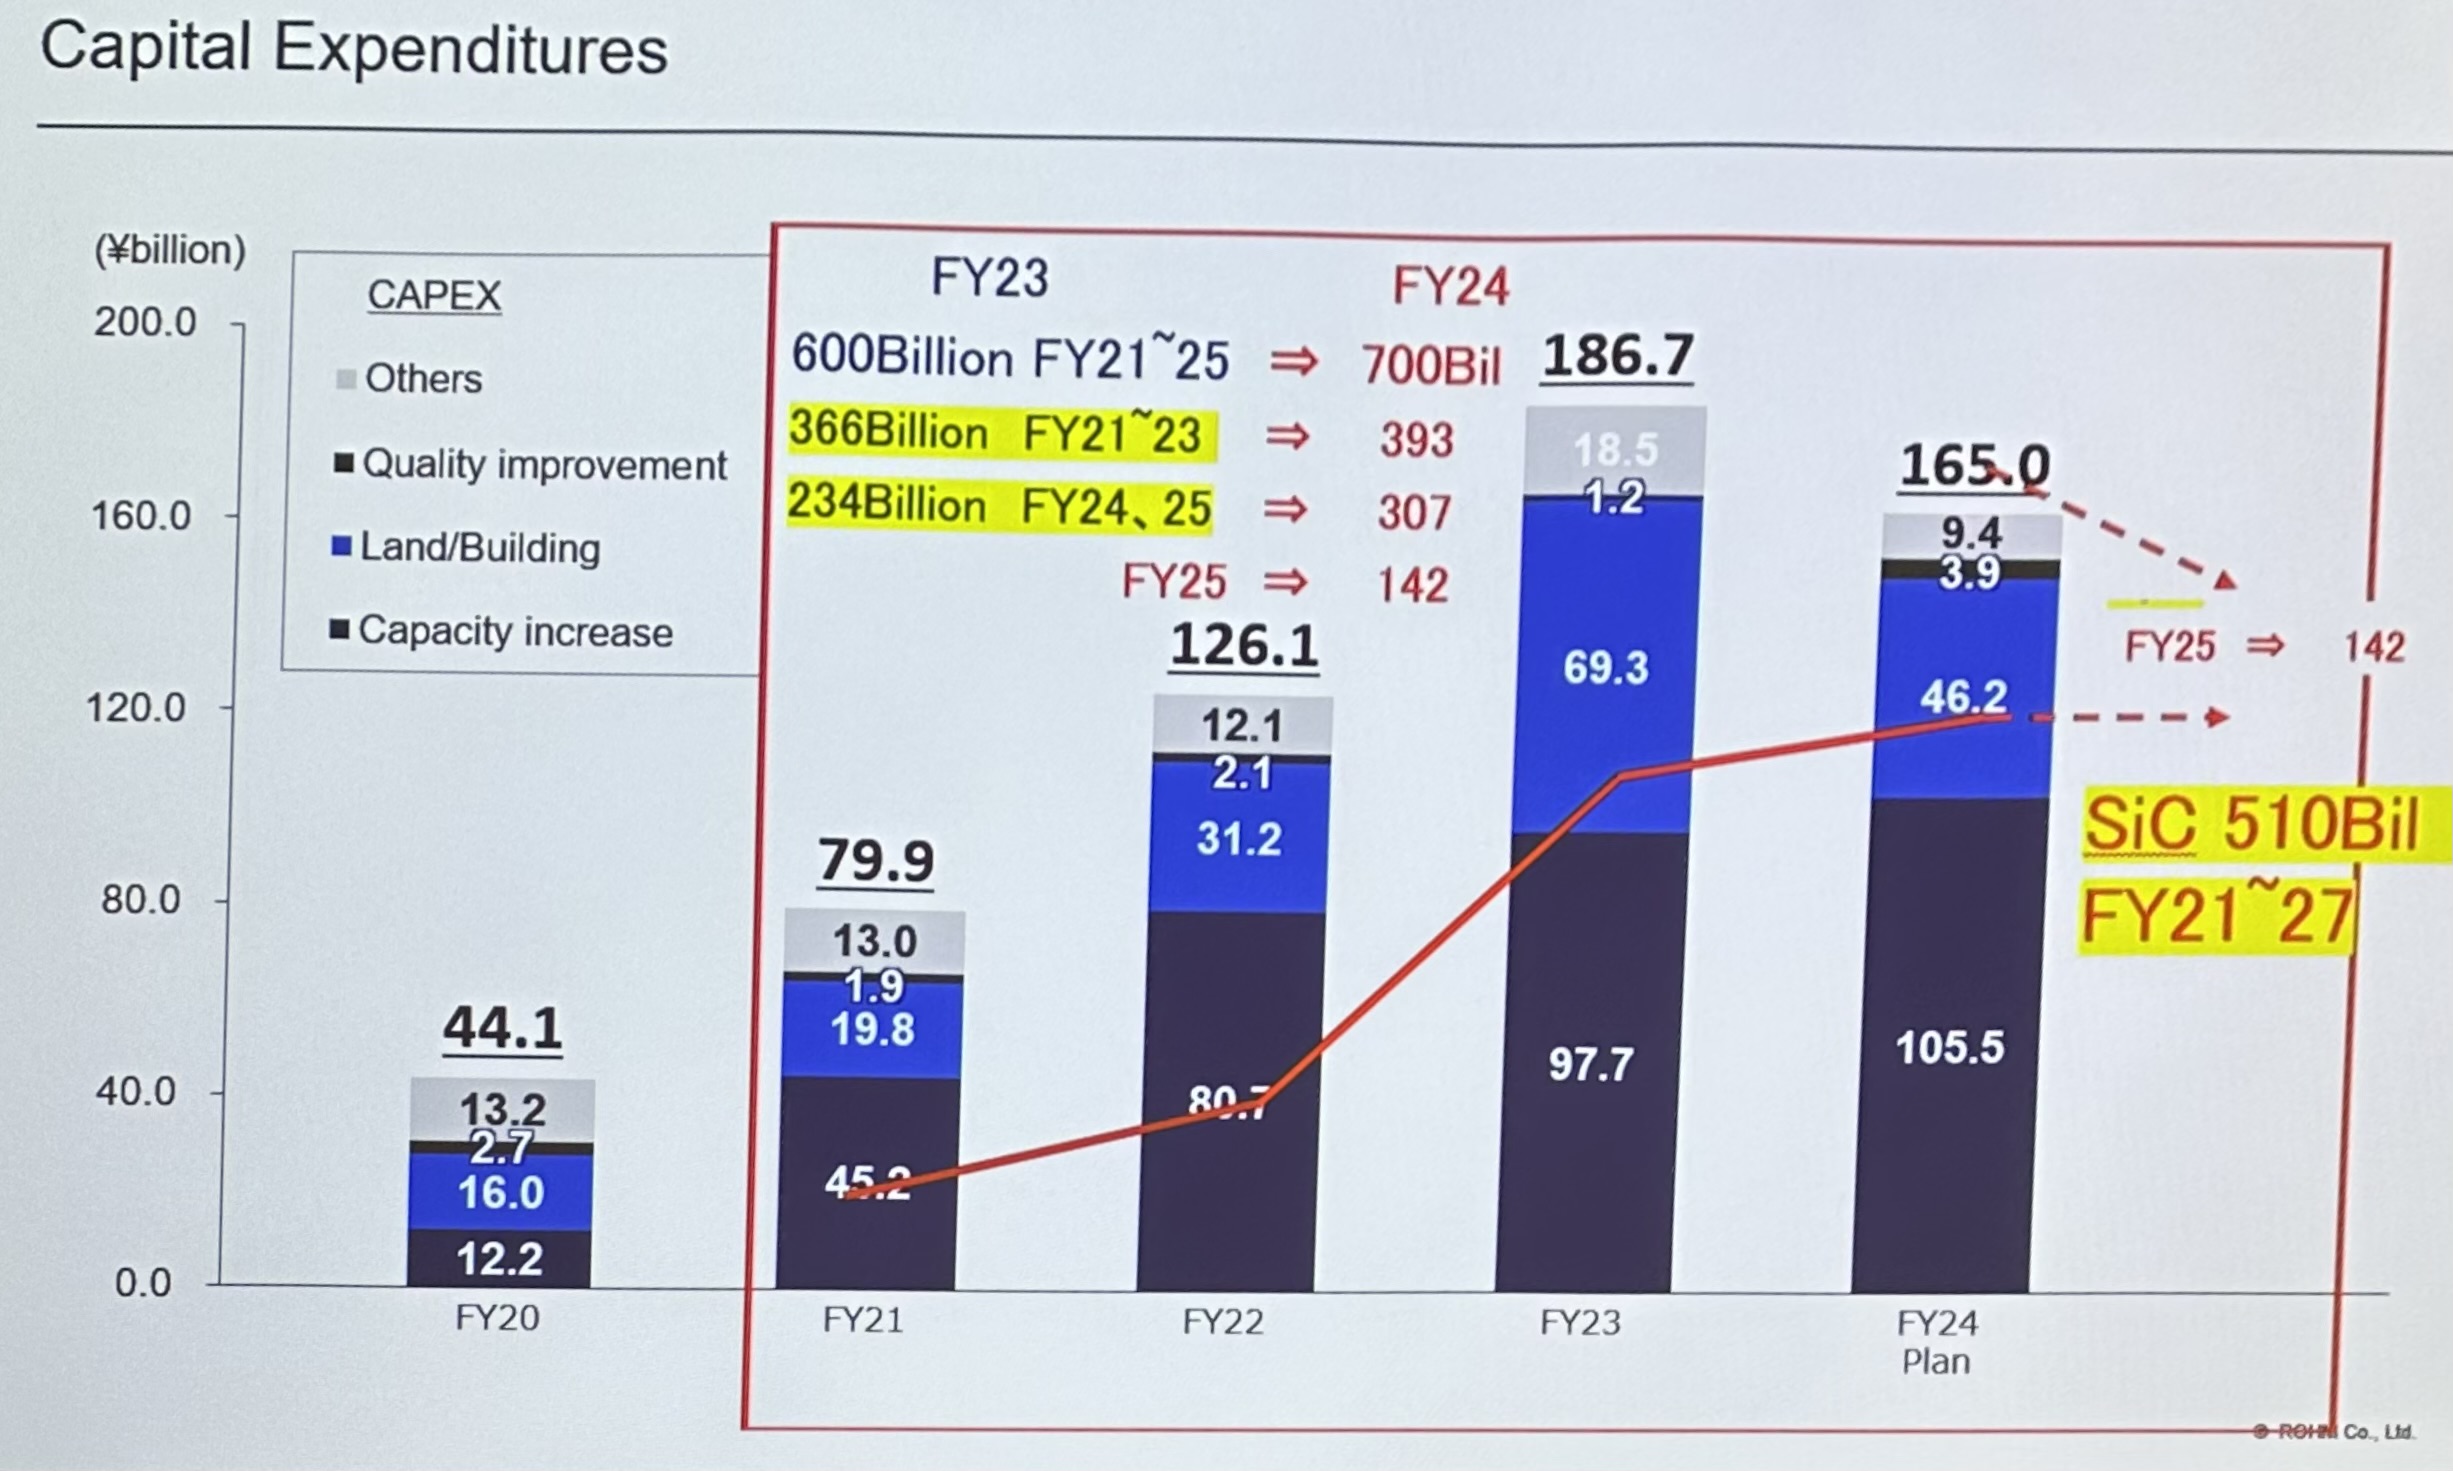 Capital Expenditures
(¥billion)
200.0
160.0
120.0
80.0
40.0
0.0
CAPEX
Others
Quality improvement
Land/Building
Capacity increase
FY23
FY24
600Billion FY21~25 ⇒ 700Bil
366Billion FY21~23 ⇒ 393
234Billion FY24、25 ⇒ 307
FY25 ⇒ 142
44.1
13.2
2.7
16.0
12.2
FY20
79.9
13.0
1.9
19.8
45.2
FY21
126.1
12.1
2.1
31.2
80.7
FY22
186.7
18.5
1.2
69.3
97.7
FY23
165.0
9.4
3.9
46.2
105.5
FY24
Plan
FY25 ⇒ 142
SiC 510Bil
FY21~27
© ROHM Co., Ltd.